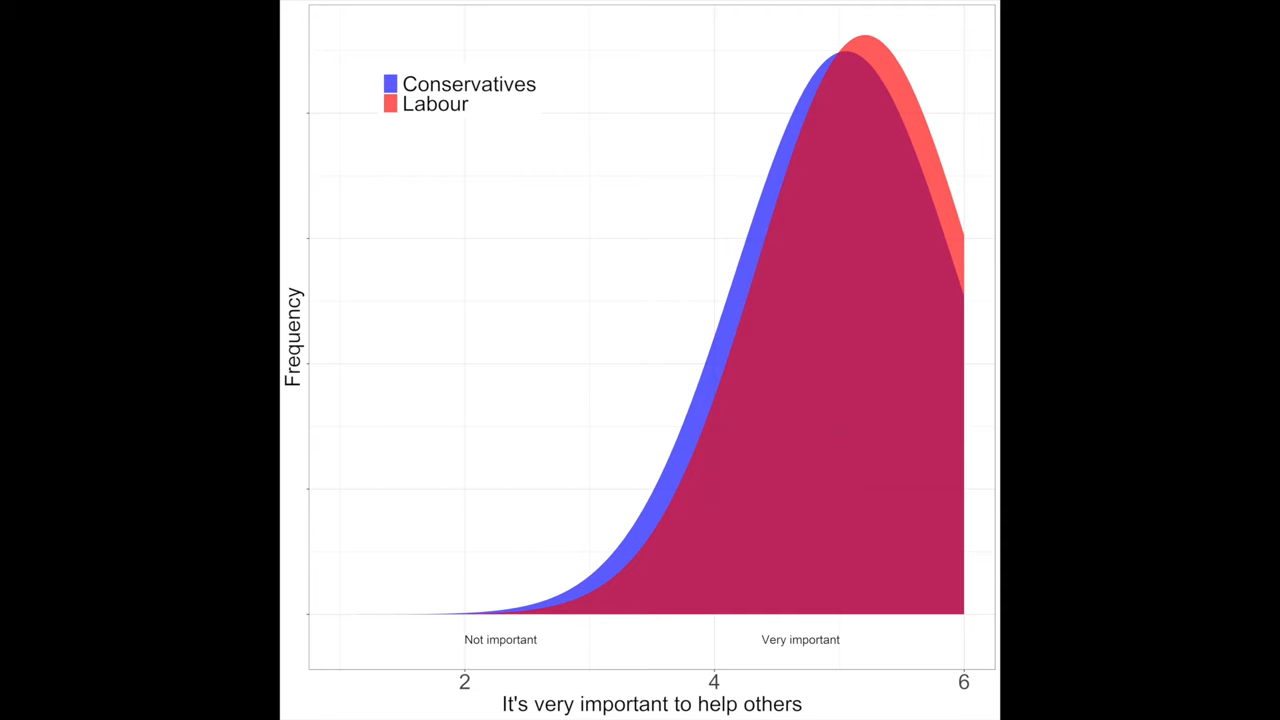 Conservatives
Labour
Frequency
Not important
Very important
2
4
6
It's very important to help others